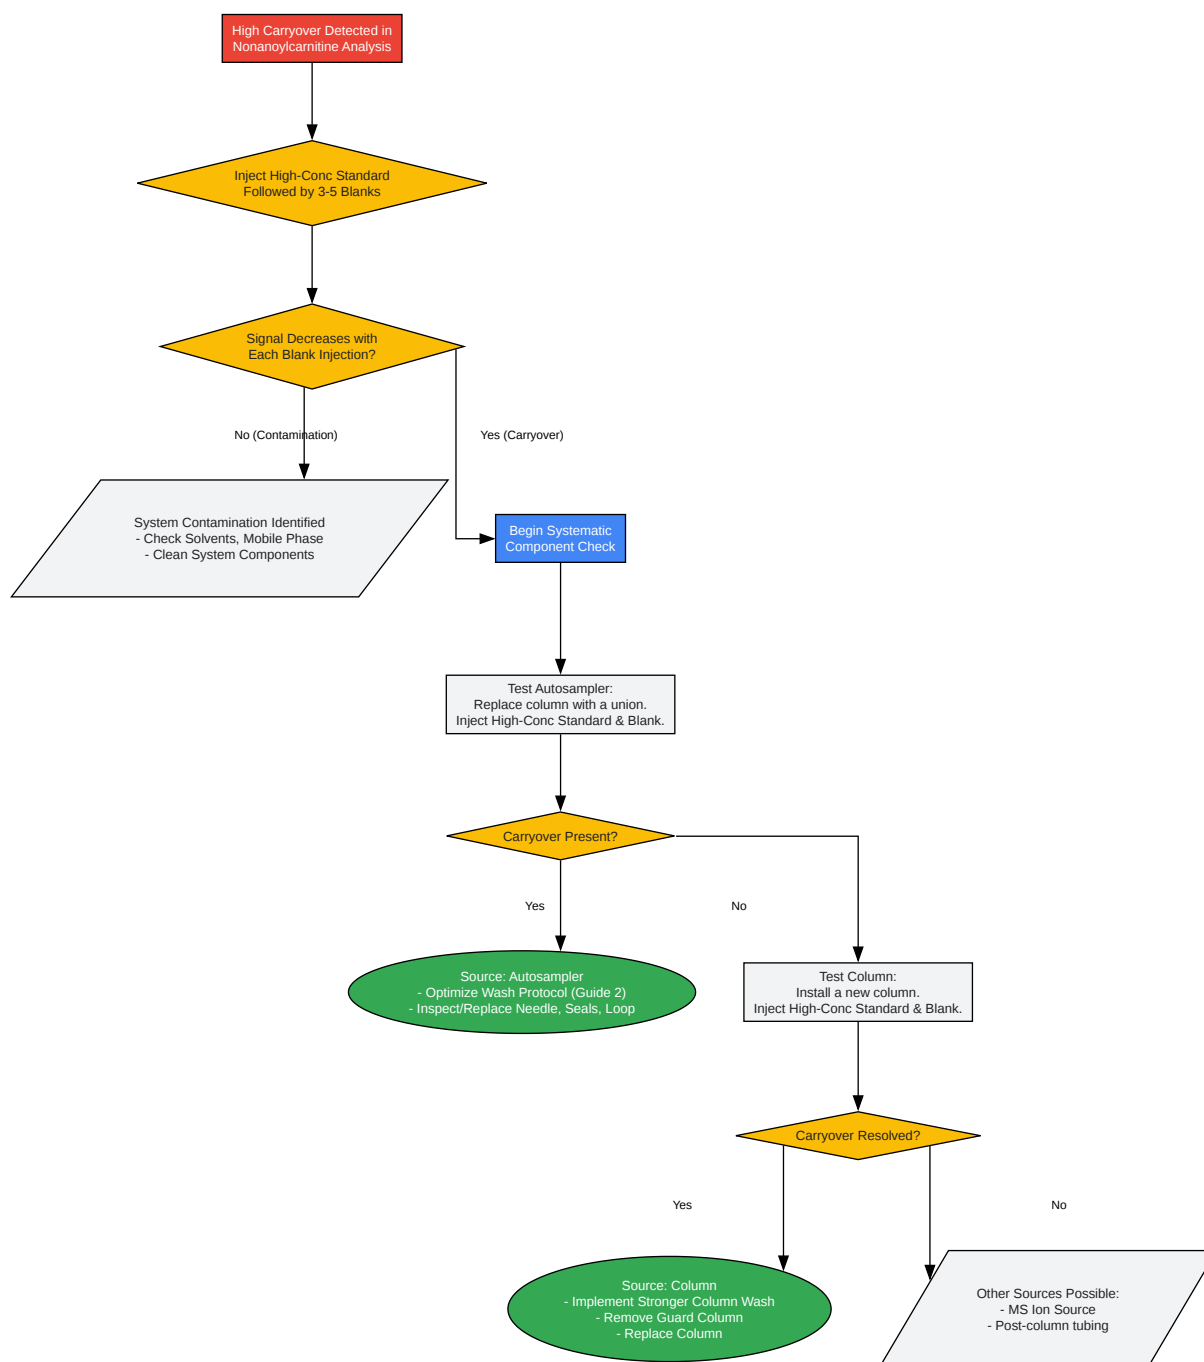 High Carryover Detected in
Nonanoylcarnitine Analysis
Inject High-Conc Standard
Followed by 3-5 Blanks
Signal Decreases with
Each Blank Injection?
No (Contamination)
Yes (Carryover)
System Contamination Identified
- Check Solvents, Mobile Phase
- Clean System Components
Begin Systematic
Component Check
Test Autosampler:
Replace column with a union.
Inject High-Conc Standard & Blank.
Carryover Present?
Yes
No
Source: Autosampler
- Optimize Wash Protocol (Guide 2)
- Inspect/Replace Needle, Seals, Loop
Test Column:
Install a new column.
Inject High-Conc Standard & Blank.
Carryover Resolved?
Yes
No
Source: Column
- Implement Stronger Column Wash
- Remove Guard Column
- Replace Column
Other Sources Possible:
- MS Ion Source
- Post-column tubing